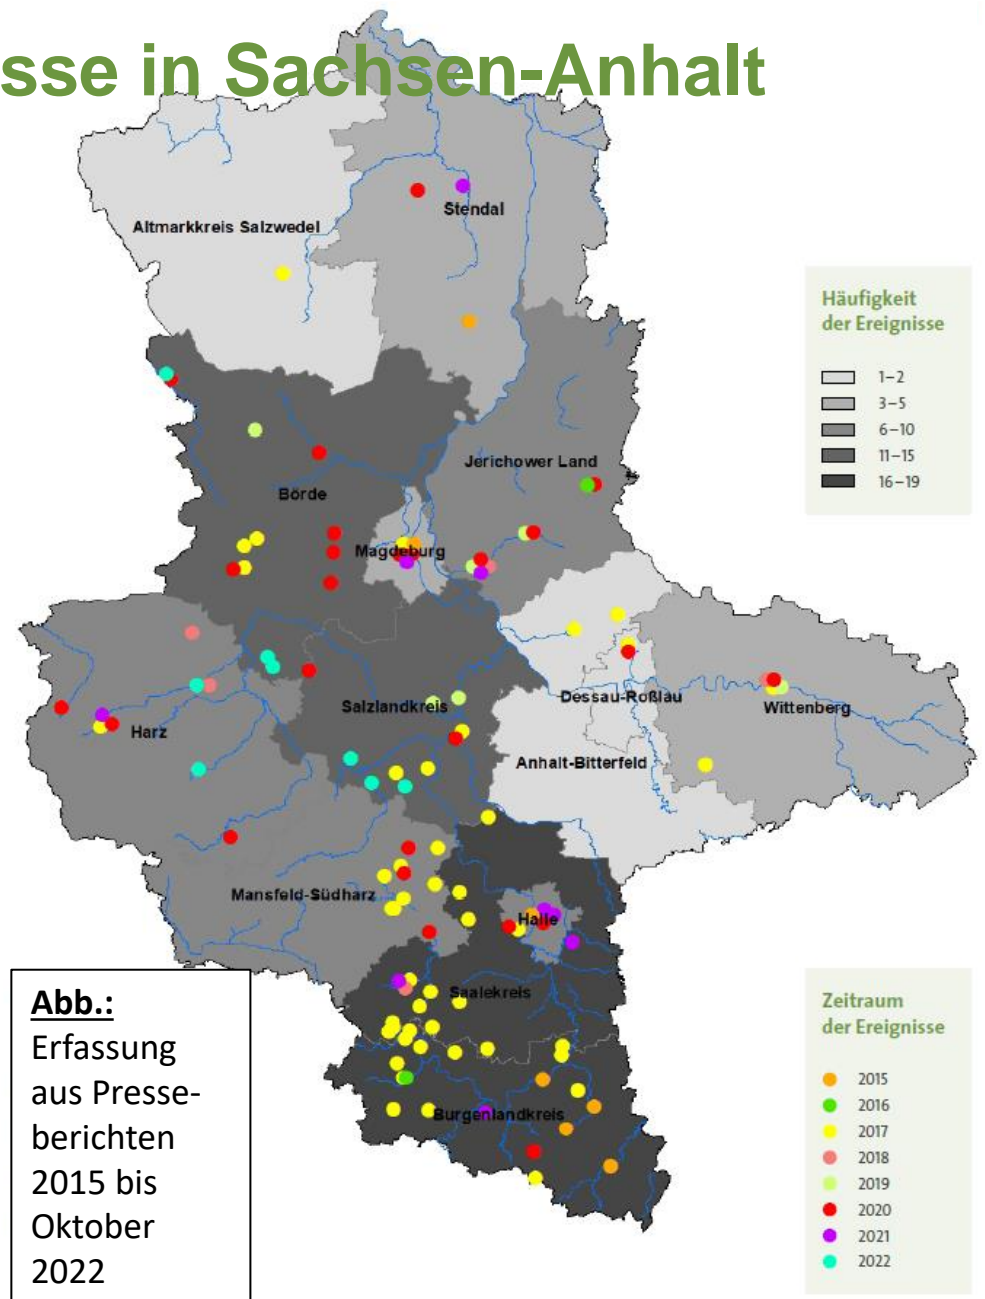 sse in Sachsen-Anhalt
Stendal
Altmarkkreis Salzwedel
Häufigkeit
der Ereignisse
1–2
3–5
6–10
11–15
16–19
Jerichower Land
Börde
Magdeburg
Dessau-Roßlau
Salzlandkreis
Wittenberg
Harz
Anhalt-Bitterfeld
Mansfeld-Südharz
Halle
Saalekreis
Burgenlandkreis
Abb.:
Erfassung
aus Presse-
berichten
2015 bis
Oktober
2022
Zeitraum
der Ereignisse
2015
2016
2017
2018
2019
2020
2021
2022